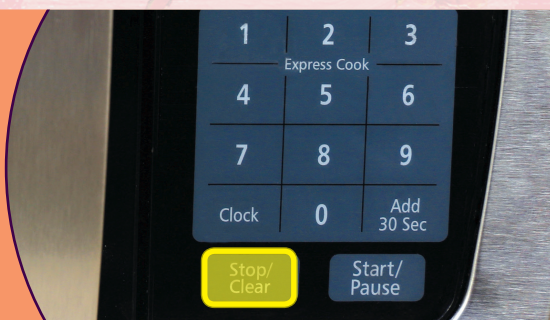 1 2 3
Express Cook
4 5 6
7 8 9
Clock 0 Add
30 Sec
Stop/
Clear
Start/
Pause